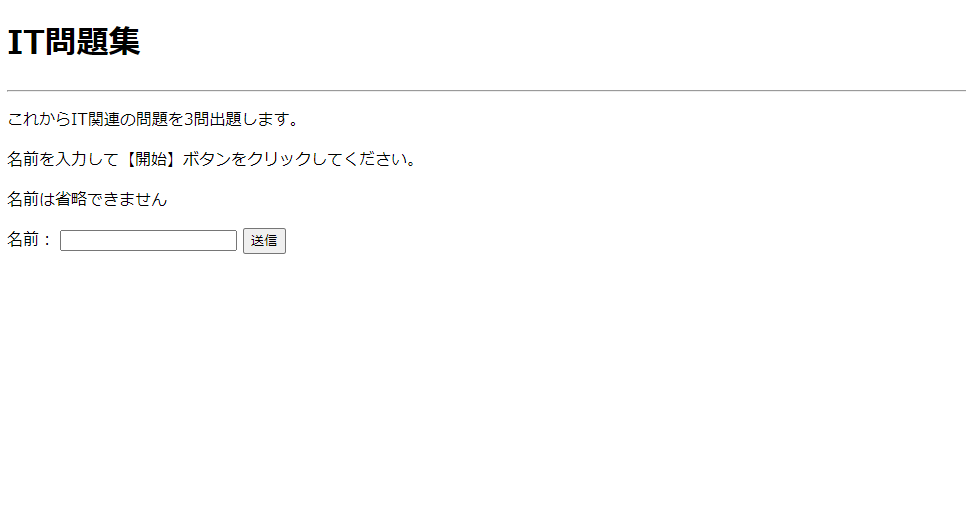 IT問題集
これからIT関連の問題を3問出題します。
名前を入力して【開始】ボタンをクリックしてください。
名前は省略できません
名前： 送信